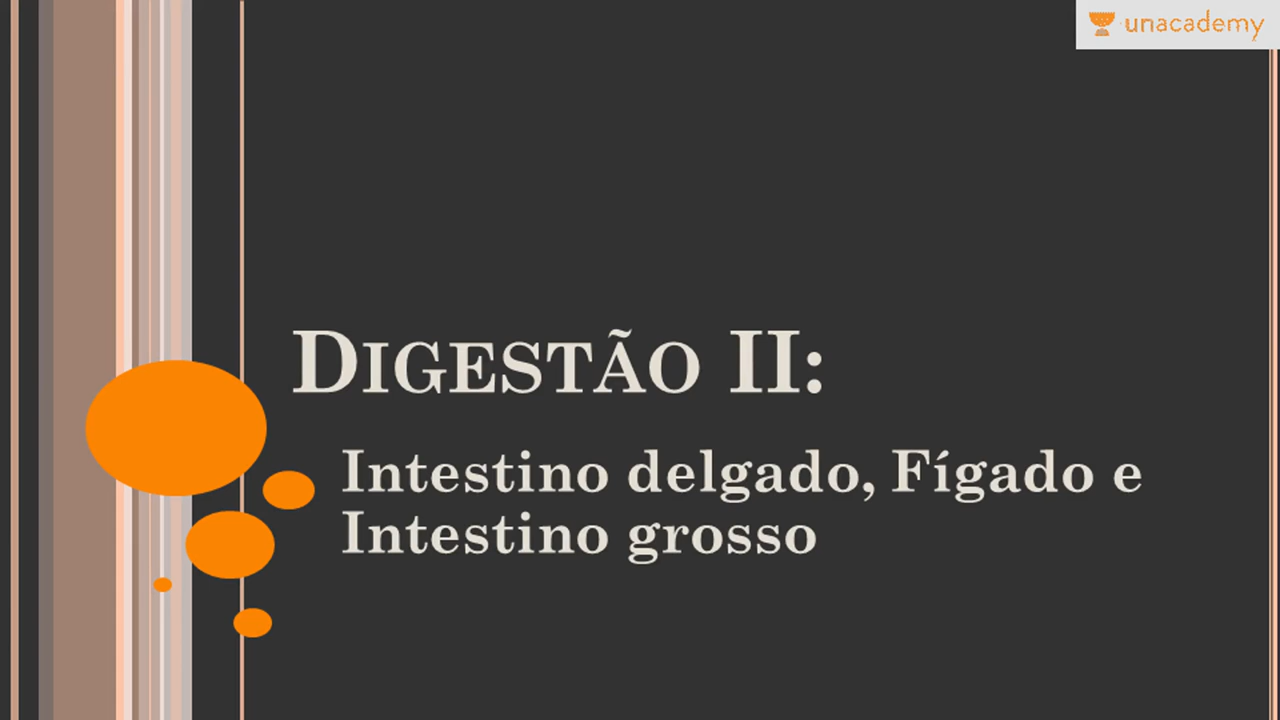 unacademy
DIGESTÃO II:
Intestino delgado, Fígado e
Intestino grosso